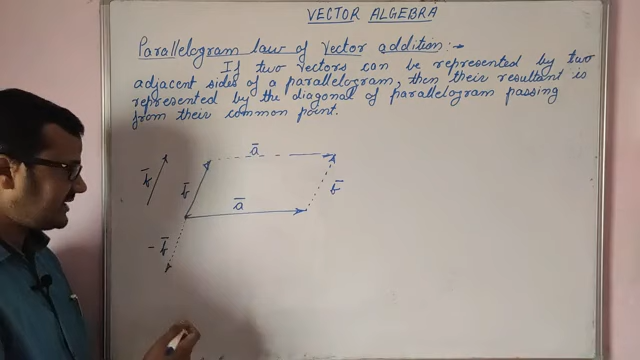 VECTOR ALGEBRA
Parallelogram law of Vector addition :-
If two vectors can be represented by two
adjacent sides of a parallelogram, then their resultant is
represented by the diagonal of parallelogram passing
from their common point.
a̅
b̅
b̅
a̅
b̅
- b̅